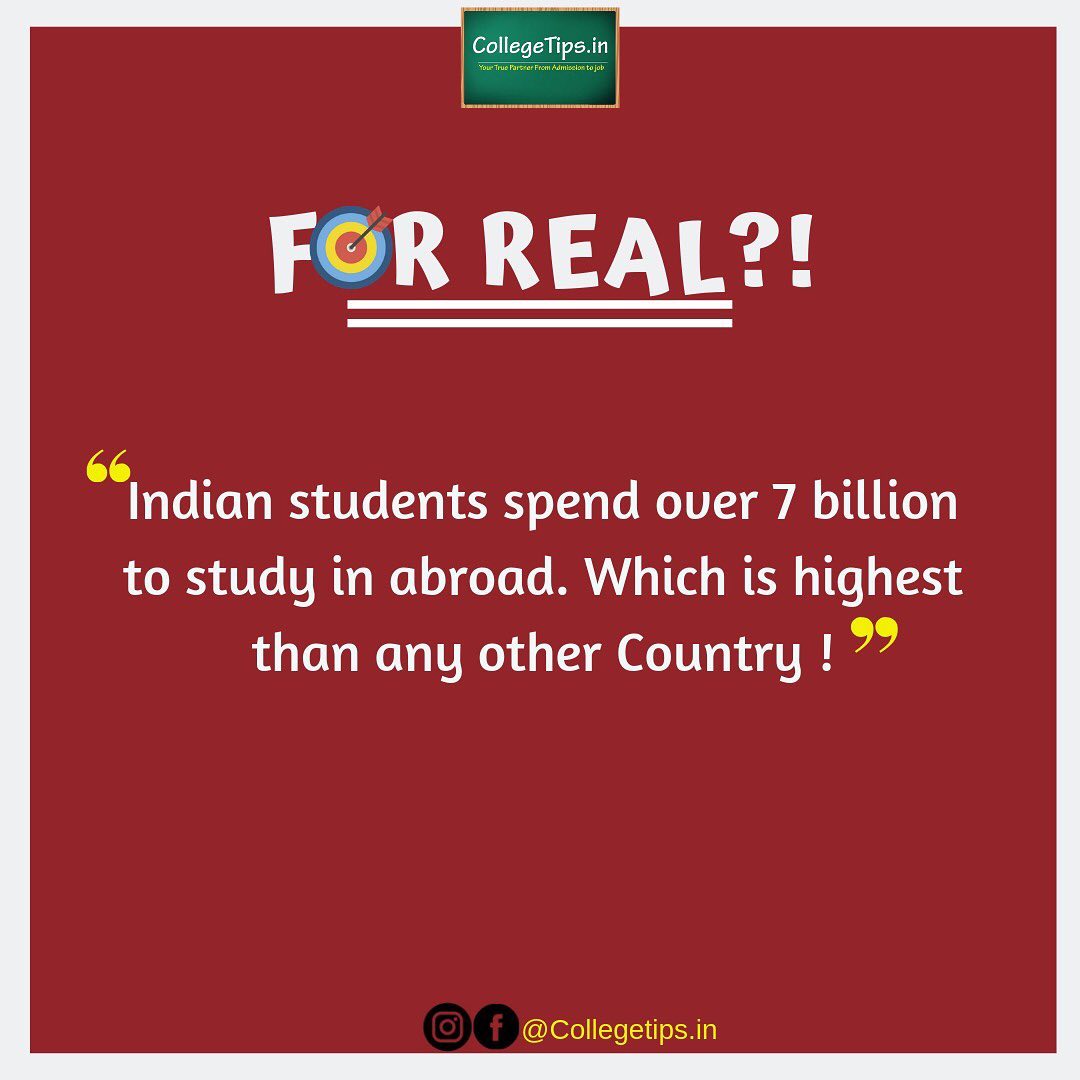 CollegeTips.in
Your True Partner From Admission to job
FOR REAL?!
“Indian students spend over 7 billion
to study in abroad. Which is highest
than any other Country ! ”
@Collegetips.in